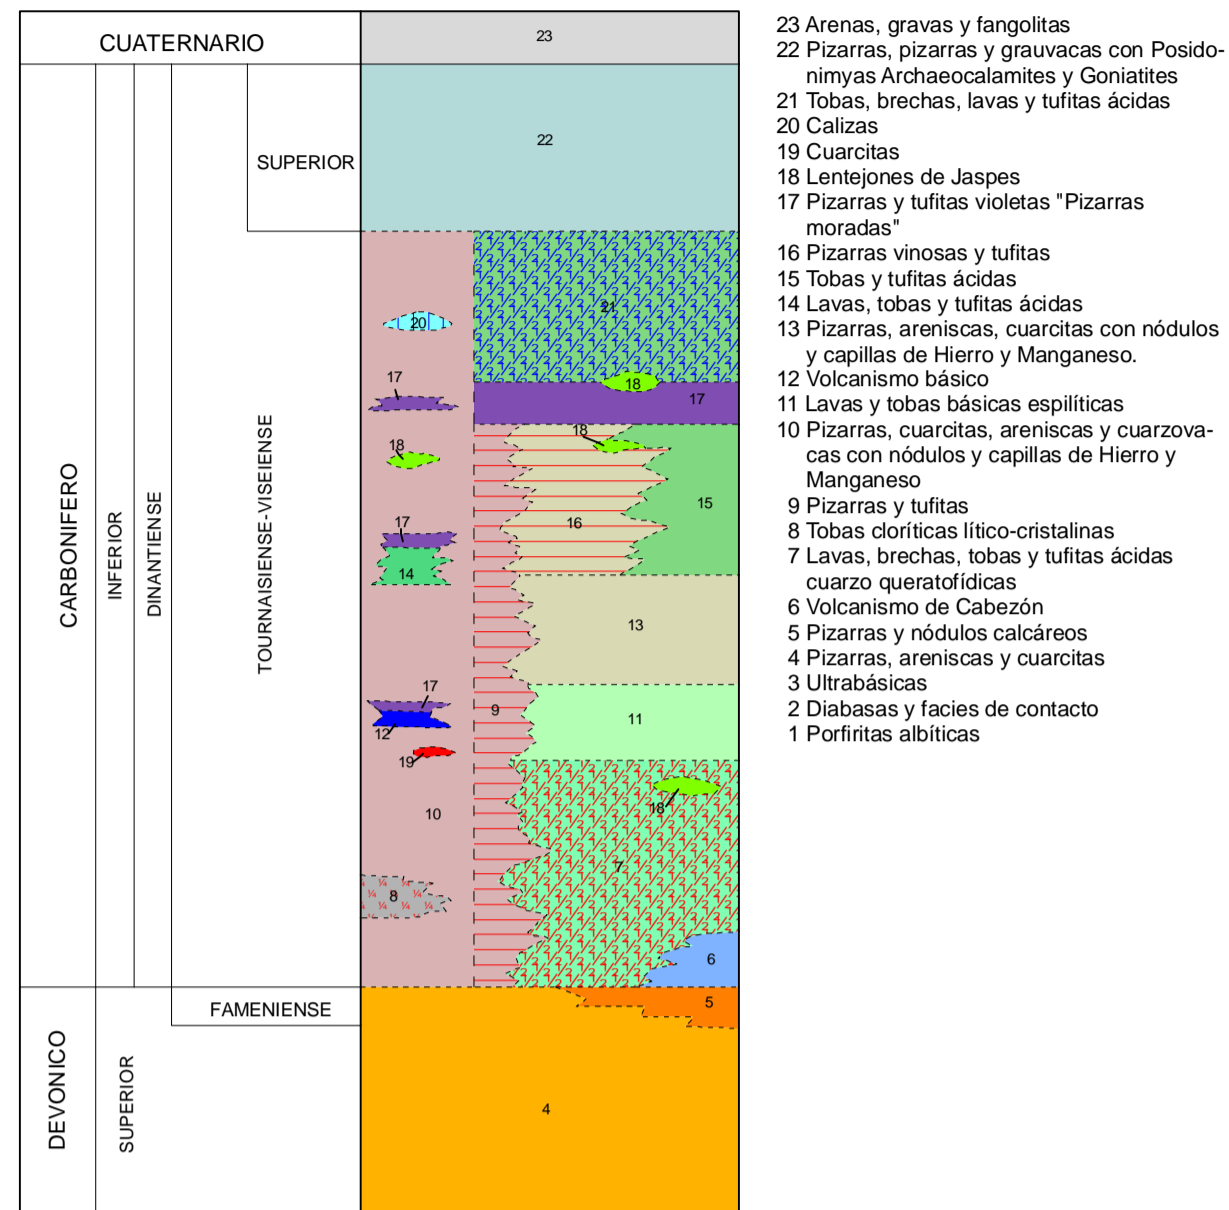 CUATERNARIO
23
SUPERIOR
22
CARBONIFERO
INFERIOR
DINANTIENSE
TOURNAISIENSE-VISEIENSE
21
20
18
17
17
18
18
15
16
17
14
13
17
9
11
12
19
18
10
7
8
6
FAMENIENSE
5
DEVONICO
SUPERIOR
4
23 Arenas, gravas y fangolitas
22 Pizarras, pizarras y grauvacas con Posido-
nimyas Archaeocalamites y Goniatites
21 Tobas, brechas, lavas y tufitas ácidas
20 Calizas
19 Cuarcitas
18 Lentejones de Jaspes
17 Pizarras y tufitas violetas "Pizarras
moradas"
16 Pizarras vinosas y tufitas
15 Tobas y tufitas ácidas
14 Lavas, tobas y tufitas ácidas
13 Pizarras, areniscas, cuarcitas con nódulos
y capillas de Hierro y Manganeso.
12 Volcanismo básico
11 Lavas y tobas básicas espilíticas
10 Pizarras, cuarcitas, areniscas y cuarzova-
cas con nódulos y capillas de Hierro y
Manganeso
9 Pizarras y tufitas
8 Tobas cloríticas lítico-cristalinas
7 Lavas, brechas, tobas y tufitas ácidas
cuarzo queratofídicas
6 Volcanismo de Cabezón
5 Pizarras y nódulos calcáreos
4 Pizarras, areniscas y cuarcitas
3 Ultrabásicas
2 Diabasas y facies de contacto
1 Porfiritas albíticas